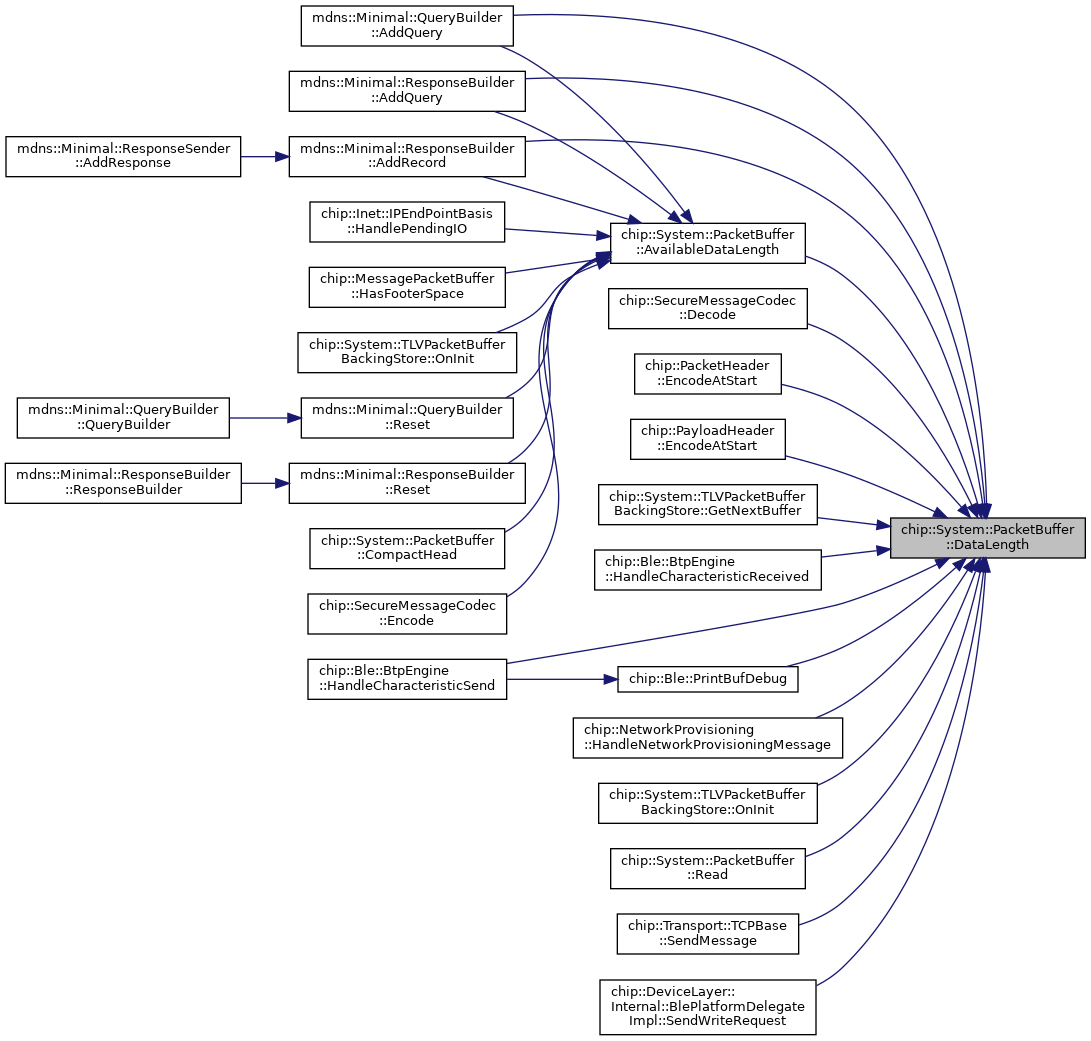 mdns::Minimal::QueryBuilder
::AddQuery
mdns::Minimal::ResponseBuilder
::AddQuery
mdns::Minimal::ResponseSender
::AddResponse
mdns::Minimal::ResponseBuilder
::AddRecord
chip::Inet::IPEndPointBasis
::HandlePendingIO
chip::System::PacketBuffer
::AvailableDataLength
chip::MessagePacketBuffer
::HasFooterSpace
chip::SecureMessageCodec
::Decode
chip::System::TLVPacketBuffer
BackingStore::OnInit
chip::PacketHeader
::EncodeAtStart
mdns::Minimal::QueryBuilder
::QueryBuilder
mdns::Minimal::QueryBuilder
::Reset
chip::PayloadHeader
::EncodeAtStart
mdns::Minimal::ResponseBuilder
::ResponseBuilder
mdns::Minimal::ResponseBuilder
::Reset
chip::System::TLVPacketBuffer
BackingStore::GetNextBuffer
chip::System::PacketBuffer
::DataLength
chip::System::PacketBuffer
::CompactHead
chip::Ble::BtpEngine
::HandleCharacteristicReceived
chip::SecureMessageCodec
::Encode
chip::Ble::BtpEngine
::HandleCharacteristicSend
chip::Ble::PrintBufDebug
chip::NetworkProvisioning
::HandleNetworkProvisioningMessage
chip::System::TLVPacketBuffer
BackingStore::OnInit
chip::System::PacketBuffer
::Read
chip::Transport::TCPBase
::SendMessage
chip::DeviceLayer::
Internal::BlePlatformDelegate
Impl::SendWriteRequest